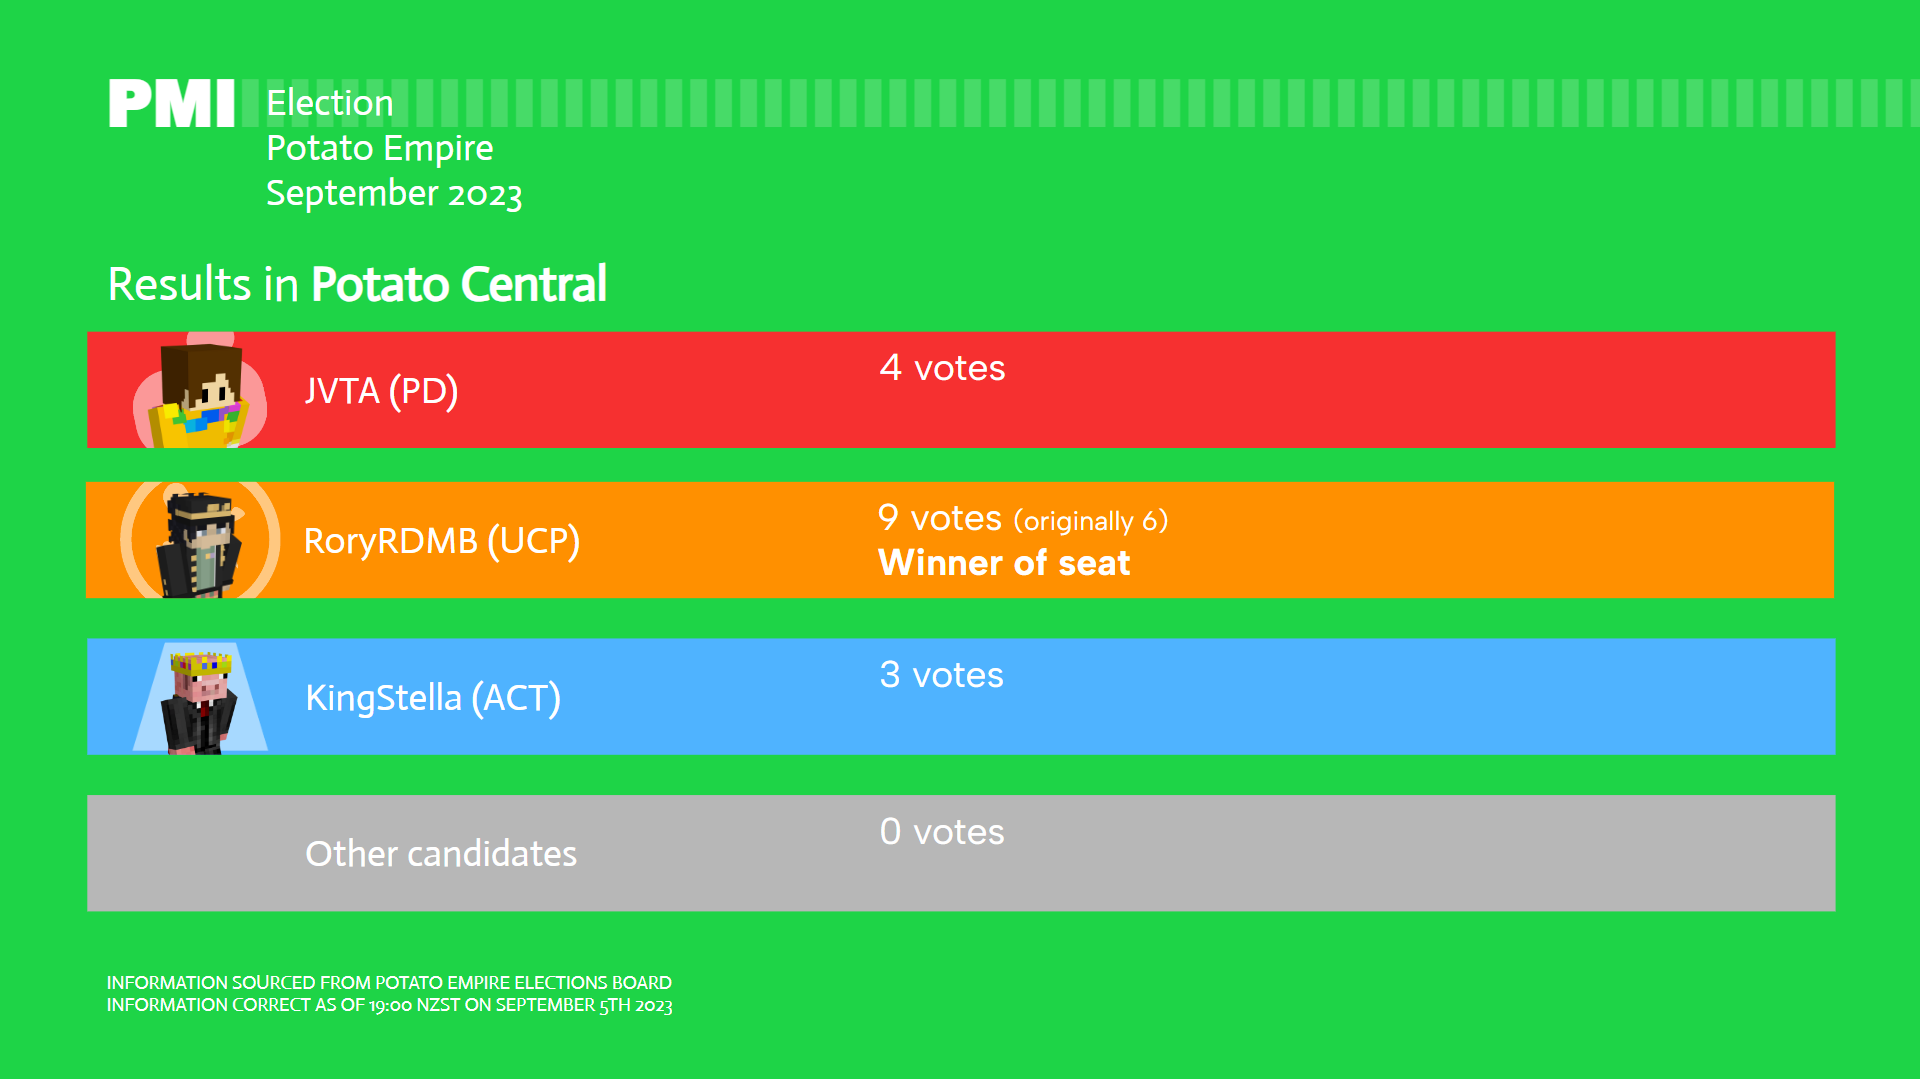 PMI Election
Potato Empire
September 2023
Results in Potato Central
JVTA (PD)
4 votes
RoryRDMB (UCP)
9 votes (originally 6)
Winner of seat
KingStella (ACT)
3 votes
Other candidates
0 votes
INFORMATION SOURCED FROM POTATO EMPIRE ELECTIONS BOARD
INFORMATION CORRECT AS OF 19:00 NZST ON SEPTEMBER 5TH 2023